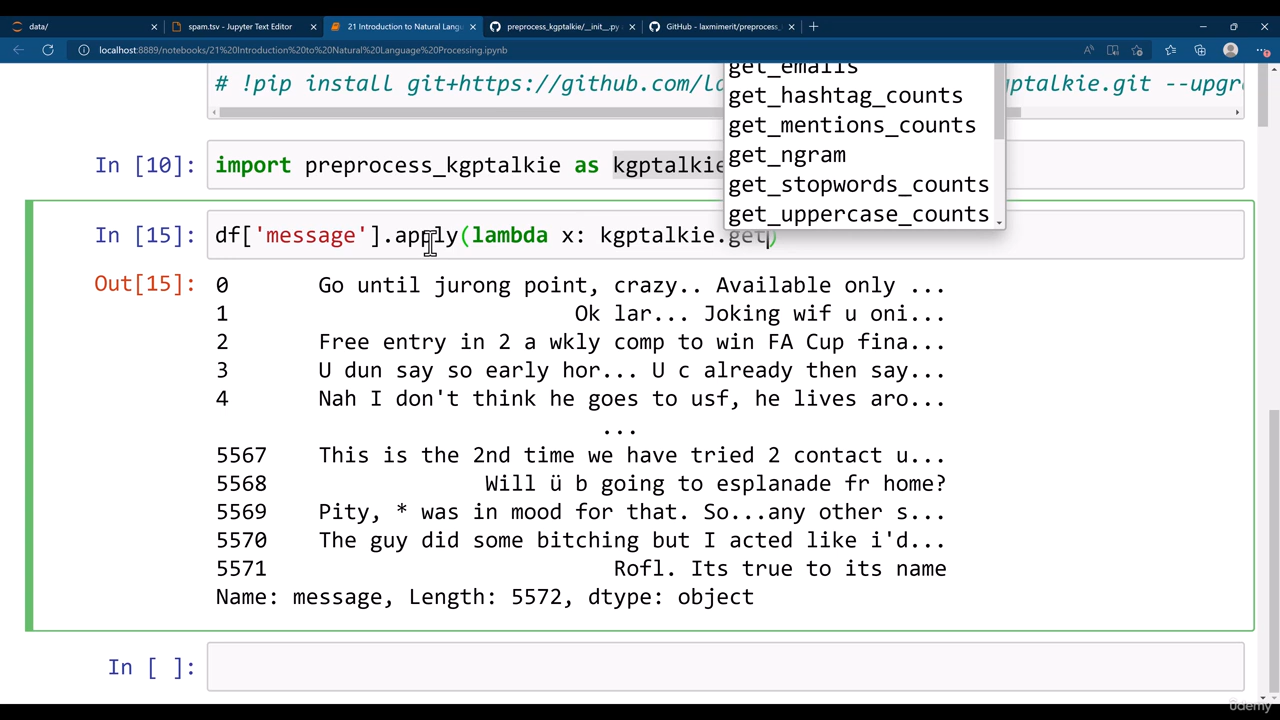 data/
spam.tsv - Jupyter Text Editor
21 Introduction to Natural Langu
preprocess_kgptalkie/__init__.py a
GitHub - laxmimerit/preprocess_
localhost:8889/notebooks/21%20Introduction%20to%20Natural%20Language%20Processing.ipynb
# !pip install git+https://github.com/la
gptalkie.git --upgr
get_emails
get_hashtag_counts
get_mentions_counts
get_ngram
get_stopwords_counts
get_uppercase_counts
In [10]: import preprocess_kgptalkie as kgptalkie
In [15]: df['message'].apply(lambda x: kgptalkie.get)
Out[15]: 0 Go until jurong point, crazy.. Available only ...
1 Ok lar... Joking wif u oni...
2 Free entry in 2 a wkly comp to win FA Cup fina...
3 U dun say so early hor... U c already then say...
4 Nah I don't think he goes to usf, he lives aro...
...
5567 This is the 2nd time we have tried 2 contact u...
5568 Will ü b going to esplanade fr home?
5569 Pity, * was in mood for that. So...any other s...
5570 The guy did some bitching but I acted like i'd...
5571 Rofl. Its true to its name
Name: message, Length: 5572, dtype: object
In [ ]:
ûdemy